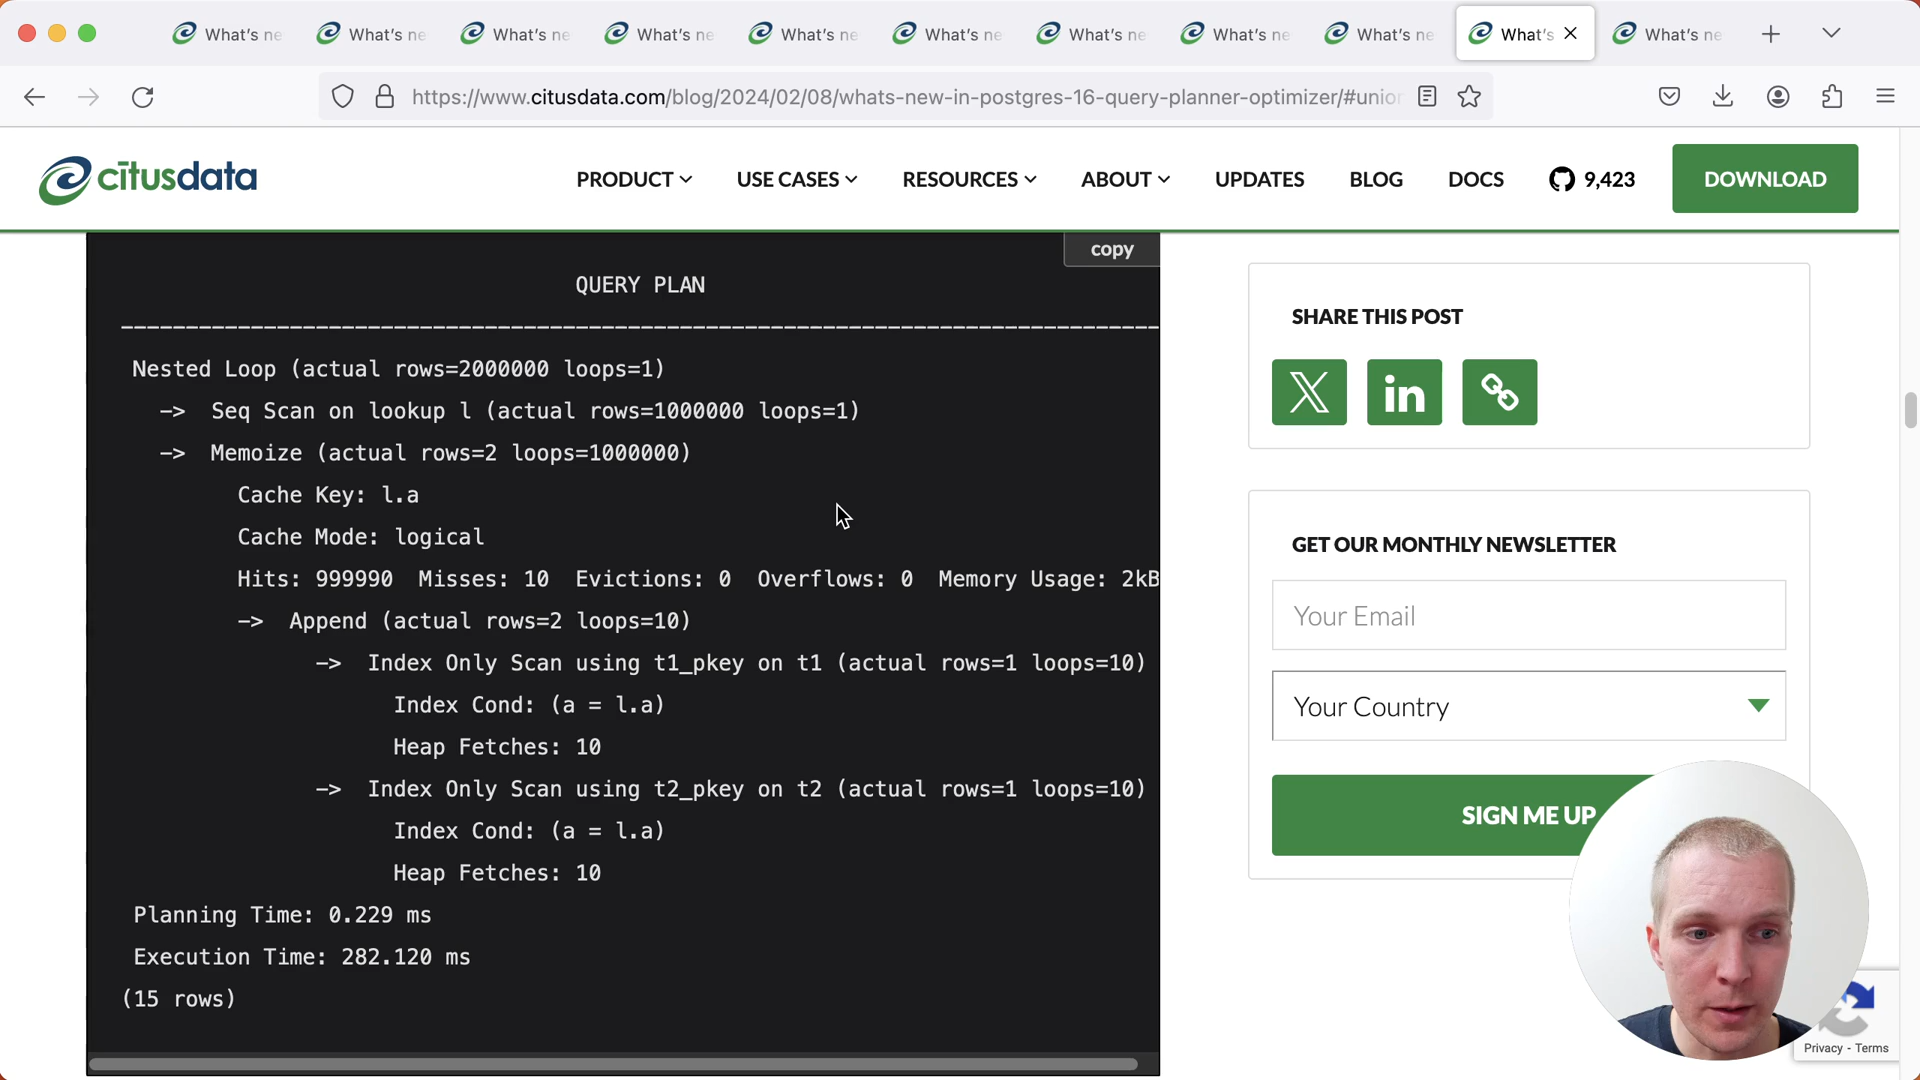 What's ne
What's ne
What's ne
What's ne
What's ne
What's ne
What's ne
What's ne
What's ne
What's
What's ne
https://www.citusdata.com/blog/2024/02/08/whats-new-in-postgres-16-query-planner-optimizer/#union
citusdata
PRODUCT
USE CASES
RESOURCES
ABOUT
UPDATES
BLOG
DOCS
9,423
DOWNLOAD
copy
QUERY PLAN
--------------------------------------------------------------------------------
Nested Loop (actual rows=2000000 loops=1)
-> Seq Scan on lookup l (actual rows=1000000 loops=1)
-> Memoize (actual rows=2 loops=1000000)
Cache Key: l.a
Cache Mode: logical
Hits: 999990 Misses: 10 Evictions: 0 Overflows: 0 Memory Usage: 2kB
-> Append (actual rows=2 loops=10)
-> Index Only Scan using t1_pkey on t1 (actual rows=1 loops=10)
Index Cond: (a = l.a)
Heap Fetches: 10
-> Index Only Scan using t2_pkey on t2 (actual rows=1 loops=10)
Index Cond: (a = l.a)
Heap Fetches: 10
Planning Time: 0.229 ms
Execution Time: 282.120 ms
(15 rows)
SHARE THIS POST
X
in
GET OUR MONTHLY NEWSLETTER
Your Email
Your Country
SIGN ME UP
Privacy - Terms